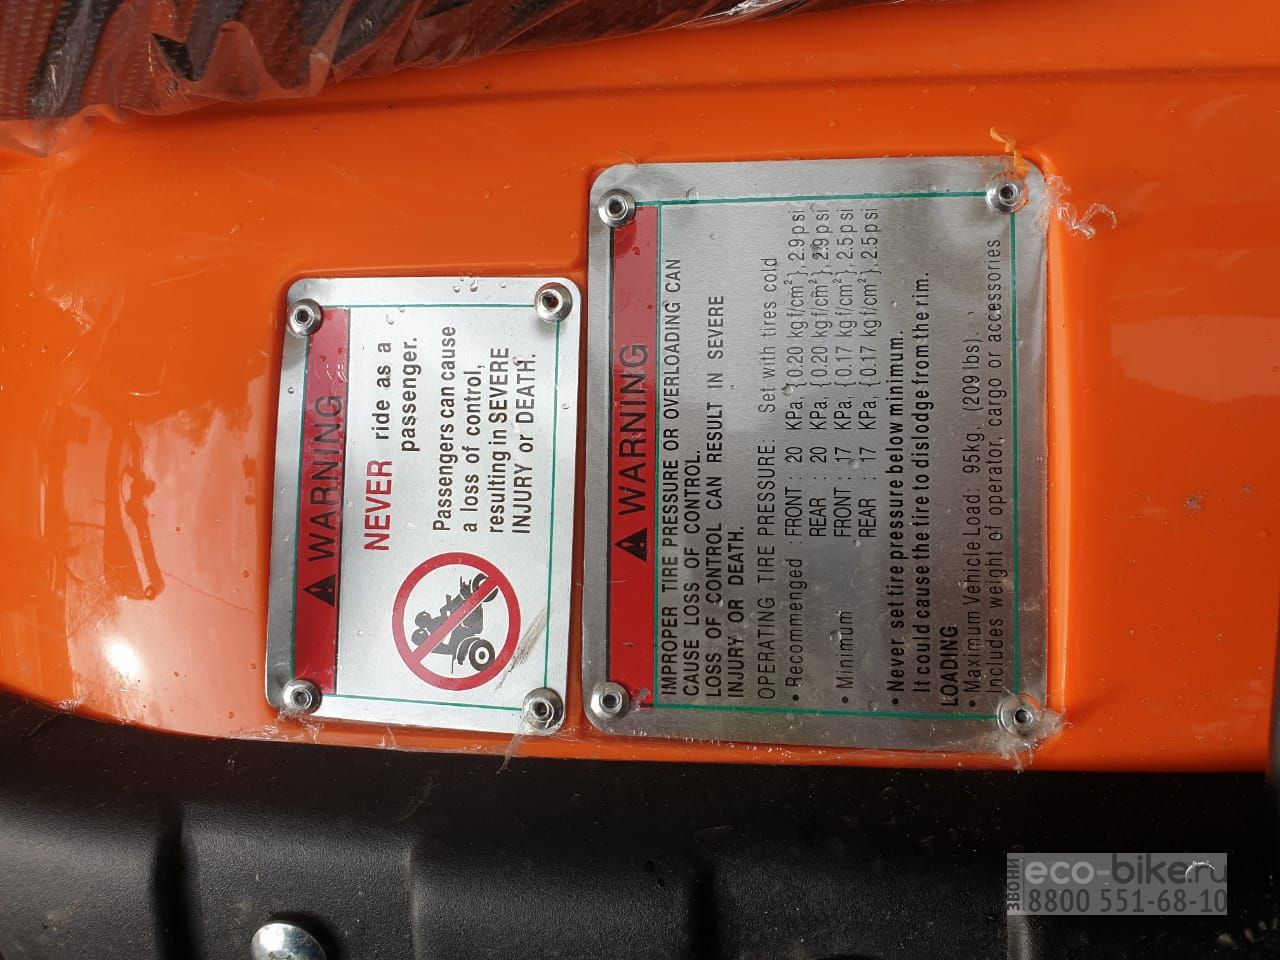 WARNING
NEVER ride as a
passenger.
Passengers can cause
a loss of control,
resulting in SEVERE
INJURY or DEATH.
WARNING
IMPROPER TIRE PRESSURE OR OVERLOADING CAN
CAUSE LOSS OF CONTROL.
LOSS OF CONTROL CAN RESULT IN SEVERE
INJURY OR DEATH.
OPERATING TIRE PRESSURE: Set with tires cold
• Recommenged : FRONT : 20 KPa, {0.20 kgf/cm²}, 2.9psi
REAR : 20 KPa, {0.20 kgf/cm²}, 2.9psi
• Minimum FRONT : 17 KPa, {0.17 kgf/cm²}, 2.5psi
REAR : 17 KPa, {0.17 kgf/cm²}, 2.5psi
• Never set tire pressure below minimum.
It could cause the tire to dislodge from the rim.
LOADING
• Maximum Vehicle Load: 95kg, (209 lbs).
Includes weight of operator, cargo or accessories
ЗВОНИ
eco-bike.ru
8800 551-68-10